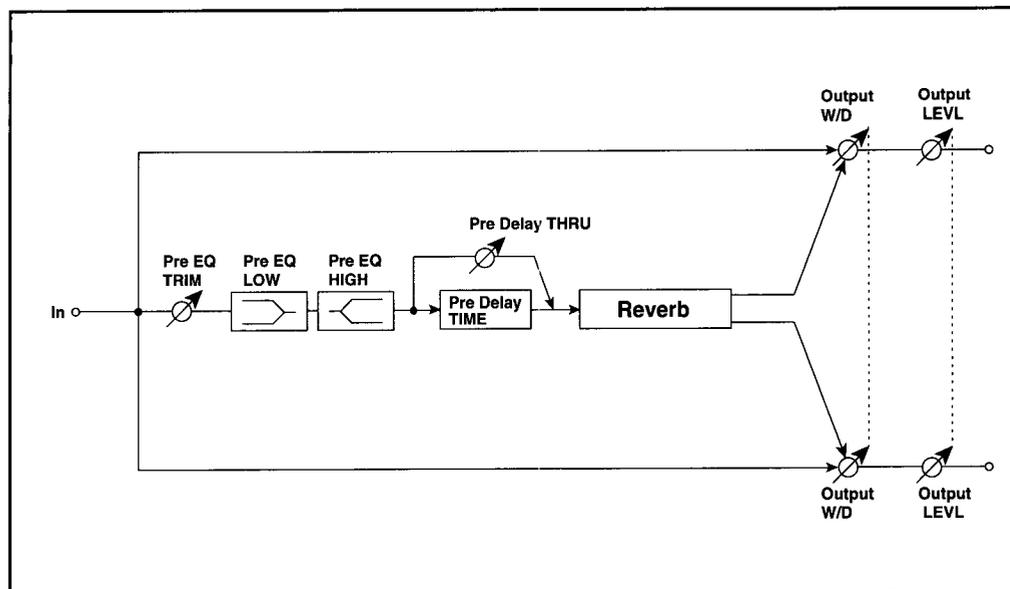 Output
W/D
Output
LEVL
Pre Delay THRU
Pre EQ
TRIM
Pre EQ
LOW
Pre EQ
HIGH
In
Pre Delay
TIME
Reverb
Output
W/D
Output
LEVL